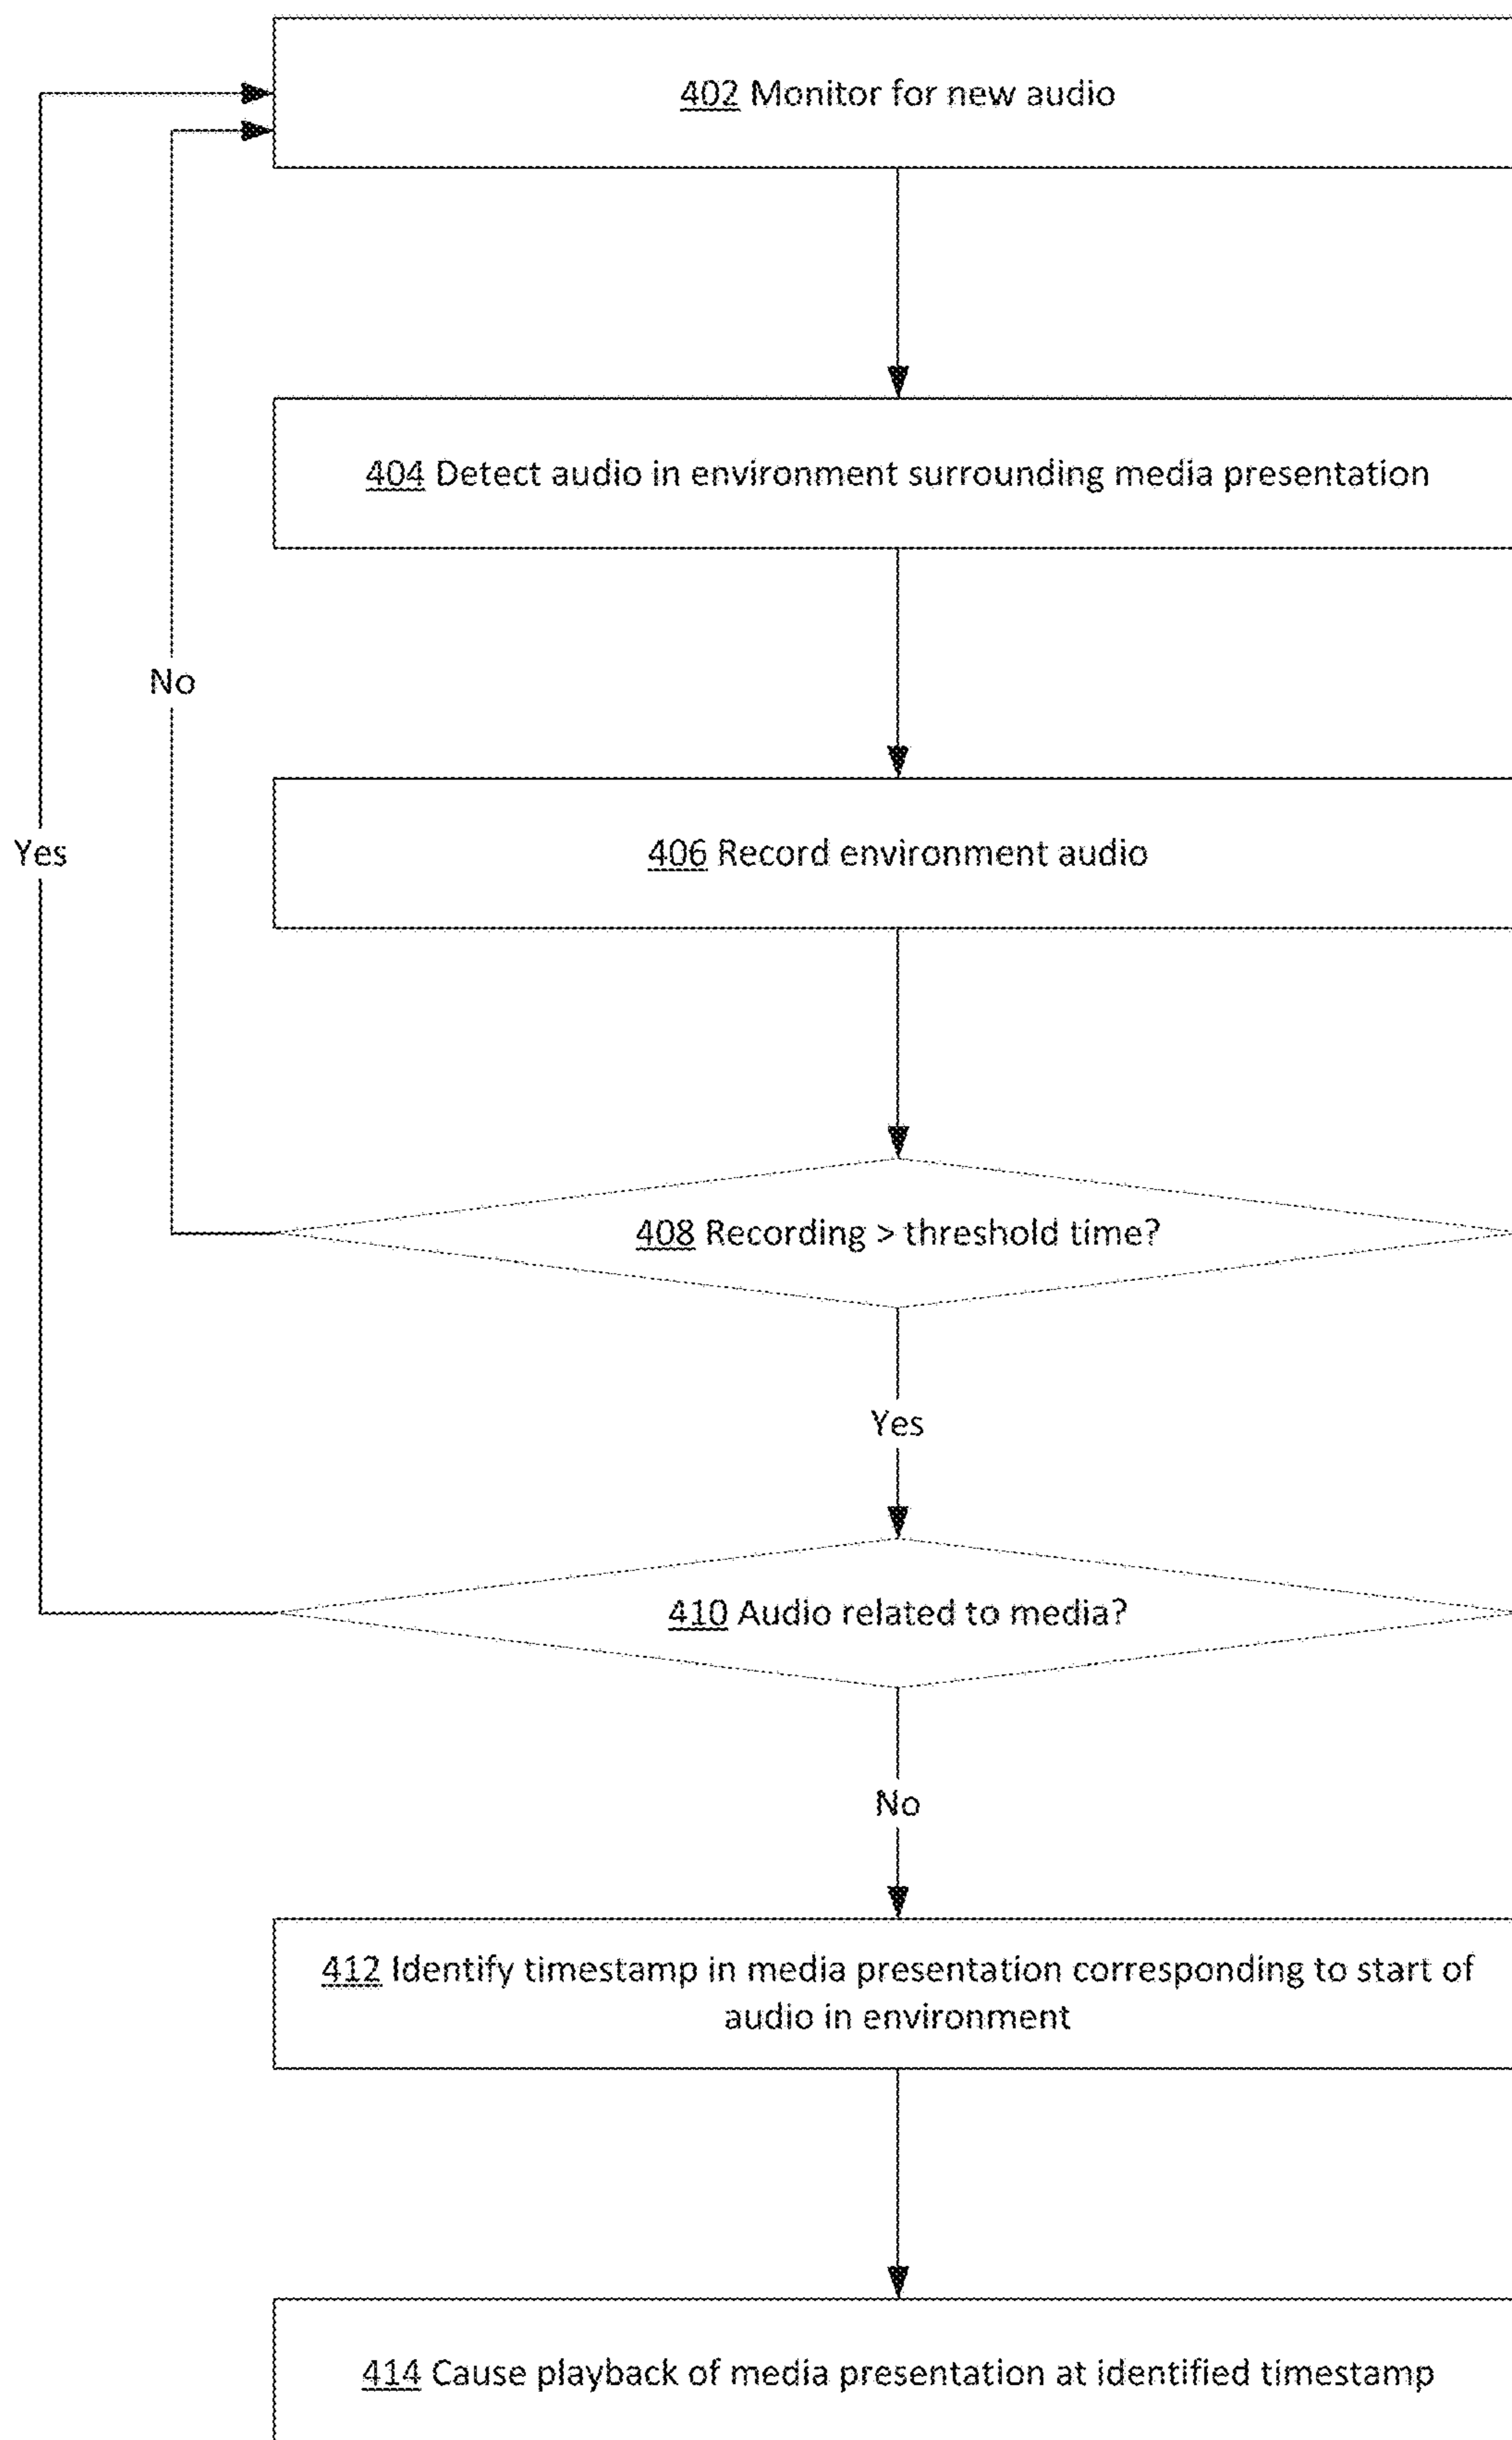 402 Monitor for new audio
404 Detect audio in environment surrounding media presentation
No
406 Record environment audio
Yes
408 Recording > threshold time?
Yes
410 Audio related to media?
No
412 Identify timestamp in media presentation corresponding to start of
audio in environment
414 Cause playback of media presentation at identified timestamp